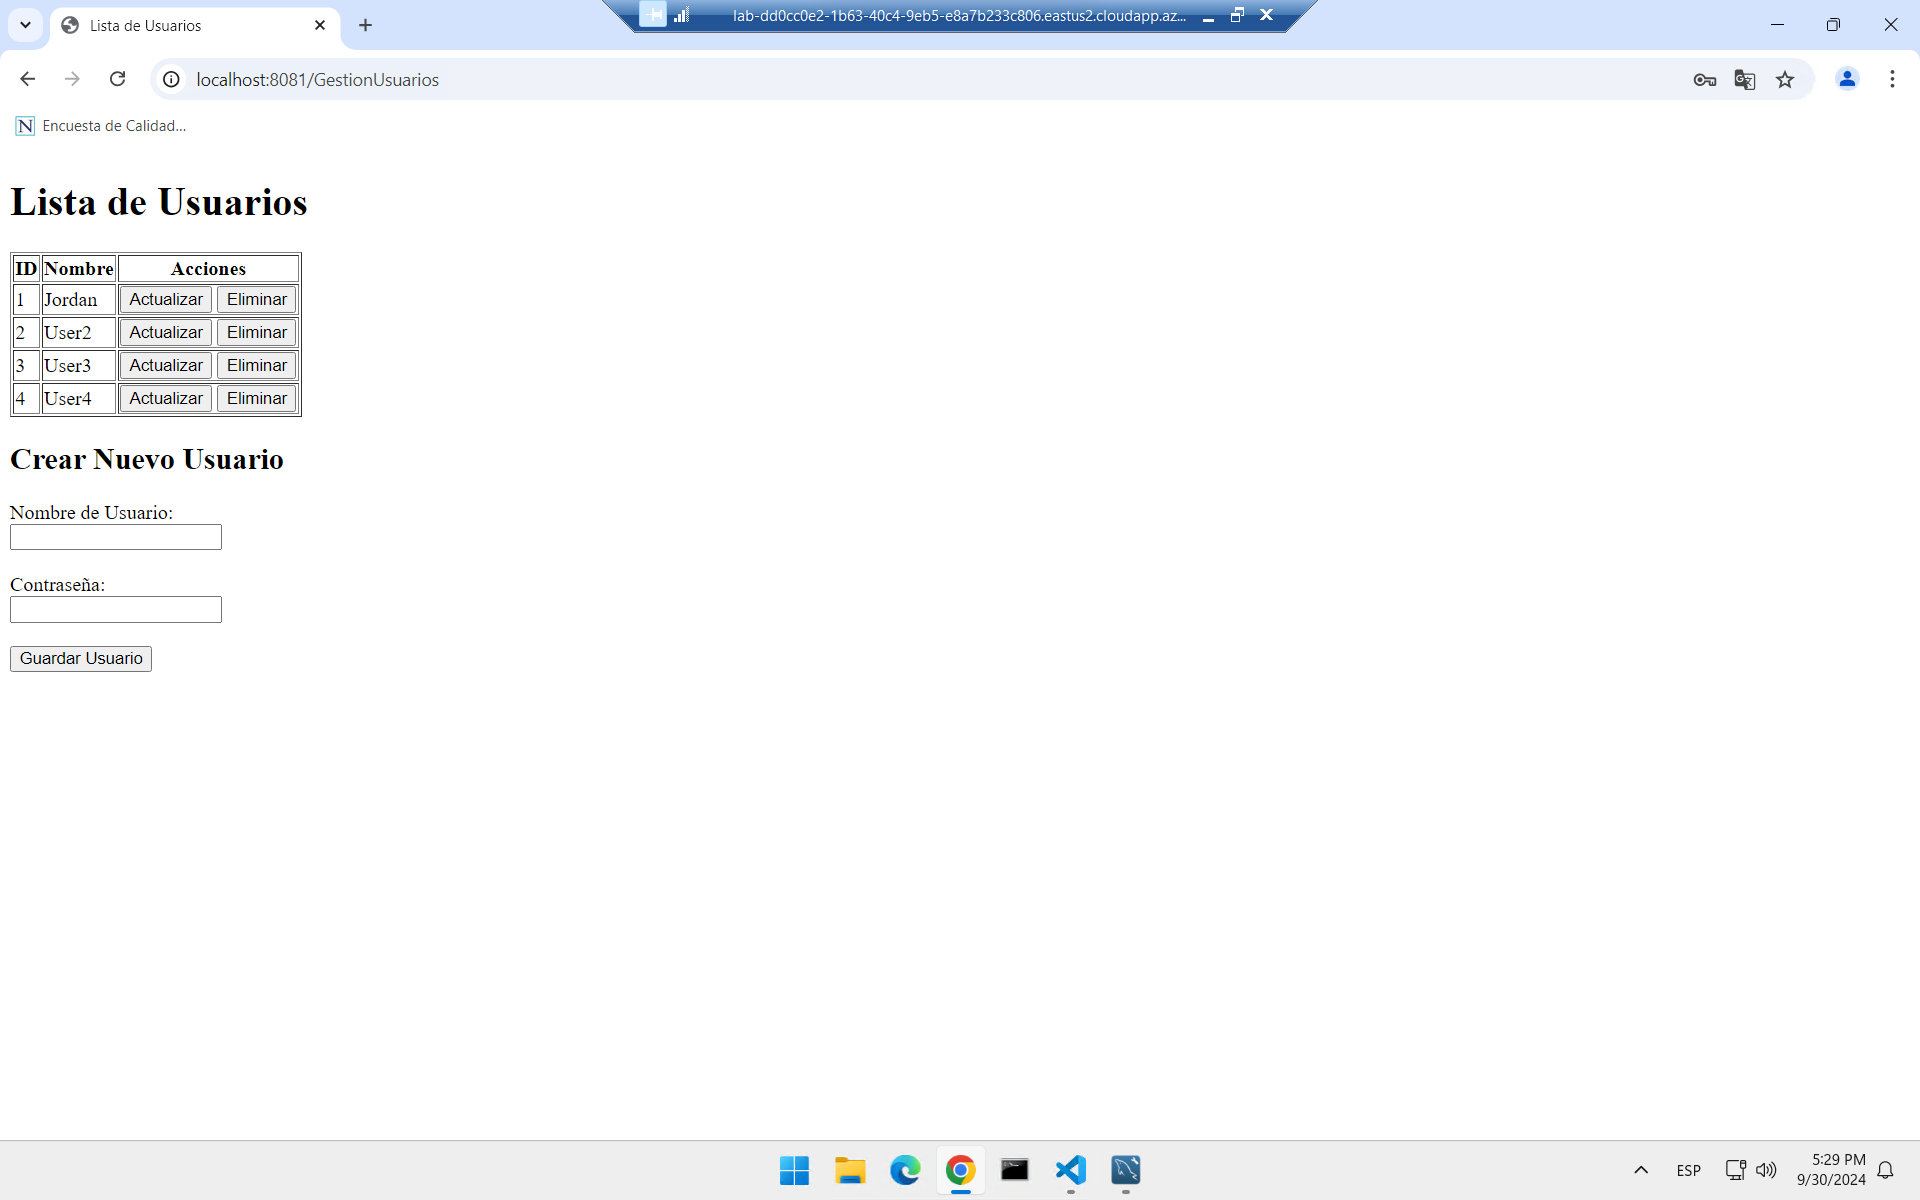 Lista de Usuarios
lab-dd0cc0e2-1b63-40c4-9eb5-e8a7b233c806.eastus2.cloudapp.az...
localhost:8081/GestionUsuarios
N Encuesta de Calidad...
Lista de Usuarios
ID Nombre Acciones
1 Jordan Actualizar Eliminar
2 User2 Actualizar Eliminar
3 User3 Actualizar Eliminar
4 User4 Actualizar Eliminar
Crear Nuevo Usuario
Nombre de Usuario:
Contraseña:
Guardar Usuario
ESP
5:29 PM
9/30/2024